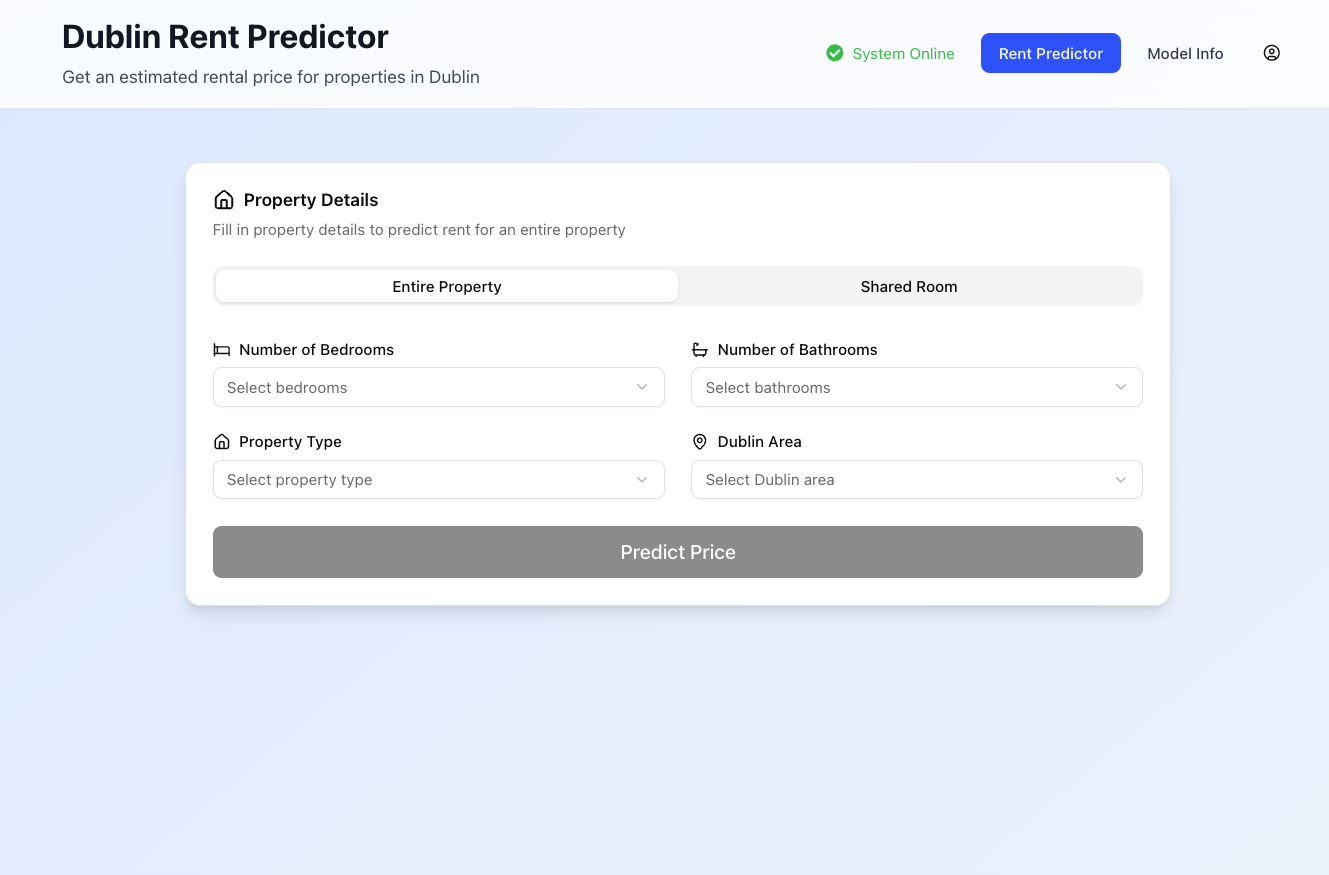 Dublin Rent Predictor
Get an estimated rental price for properties in Dublin
System Online
Rent Predictor
Model Info
Property Details
Fill in property details to predict rent for an entire property
Entire Property
Shared Room
Number of Bedrooms
Select bedrooms
Number of Bathrooms
Select bathrooms
Property Type
Select property type
Dublin Area
Select Dublin area
Predict Price